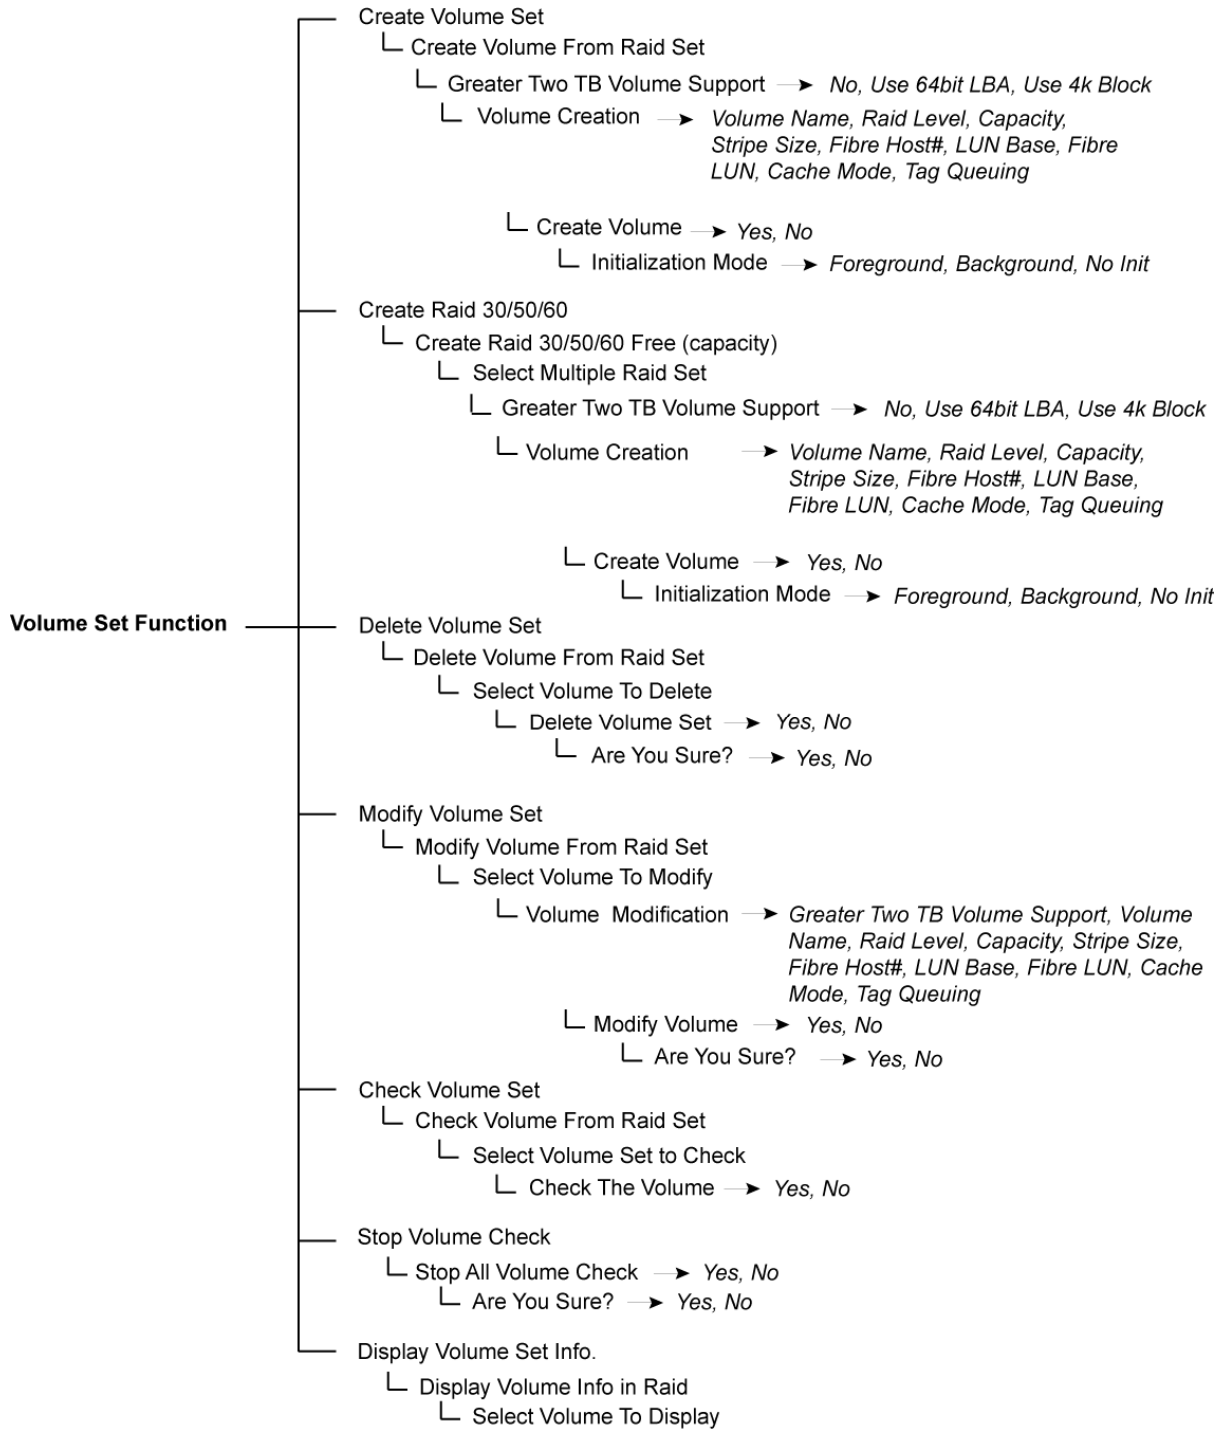 Create Volume Set
Create Volume From Raid Set
Greater Two TB Volume Support No, Use 64bit LBA, Use 4k Block
Volume Creation Volume Name, Raid Level, Capacity,
Stripe Size, Fibre Host#, LUN Base, Fibre
LUN, Cache Mode, Tag Queuing
Create Volume Yes, No
Initialization Mode Foreground, Background, No Init
Create Raid 30/50/60
Create Raid 30/50/60 Free (capacity)
Select Multiple Raid Set
Greater Two TB Volume Support No, Use 64bit LBA, Use 4k Block
Volume Creation Volume Name, Raid Level, Capacity,
Stripe Size, Fibre Host#, LUN Base,
Fibre LUN, Cache Mode, Tag Queuing
Create Volume Yes, No
Initialization Mode Foreground, Background, No Init
Volume Set Function Delete Volume Set
Delete Volume From Raid Set
Select Volume To Delete
Delete Volume Set Yes, No
Are You Sure? Yes, No
Modify Volume Set
Modify Volume From Raid Set
Select Volume To Modify
Volume Modification Greater Two TB Volume Support, Volume
Name, Raid Level, Capacity, Stripe Size,
Fibre Host#, LUN Base, Fibre LUN, Cache
Mode, Tag Queuing
Modify Volume Yes, No
Are You Sure? Yes, No
Check Volume Set
Check Volume From Raid Set
Select Volume Set to Check
Check The Volume Yes, No
Stop Volume Check
Stop All Volume Check Yes, No
Are You Sure? Yes, No
Display Volume Set Info.
Display Volume Info in Raid
Select Volume To Display